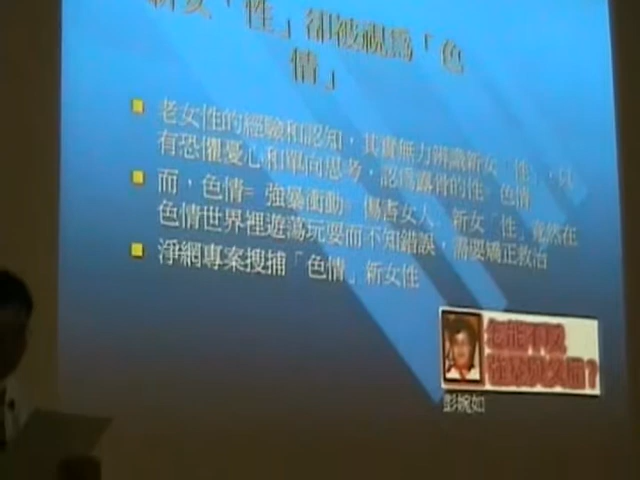 新女「性」卻被視為「色
情」
老女性的經驗和認知，其實無力辨識新女「性」，只
有恐懼憂心和單向思考，認為露骨的性=色情
而，色情= 強暴衝動= 傷害女人。新女「性」竟然在
色情世界裡遊蕩玩耍而不知錯誤，需要矯正救治
淨網專案搜捕「色情」新女性
彭婉如